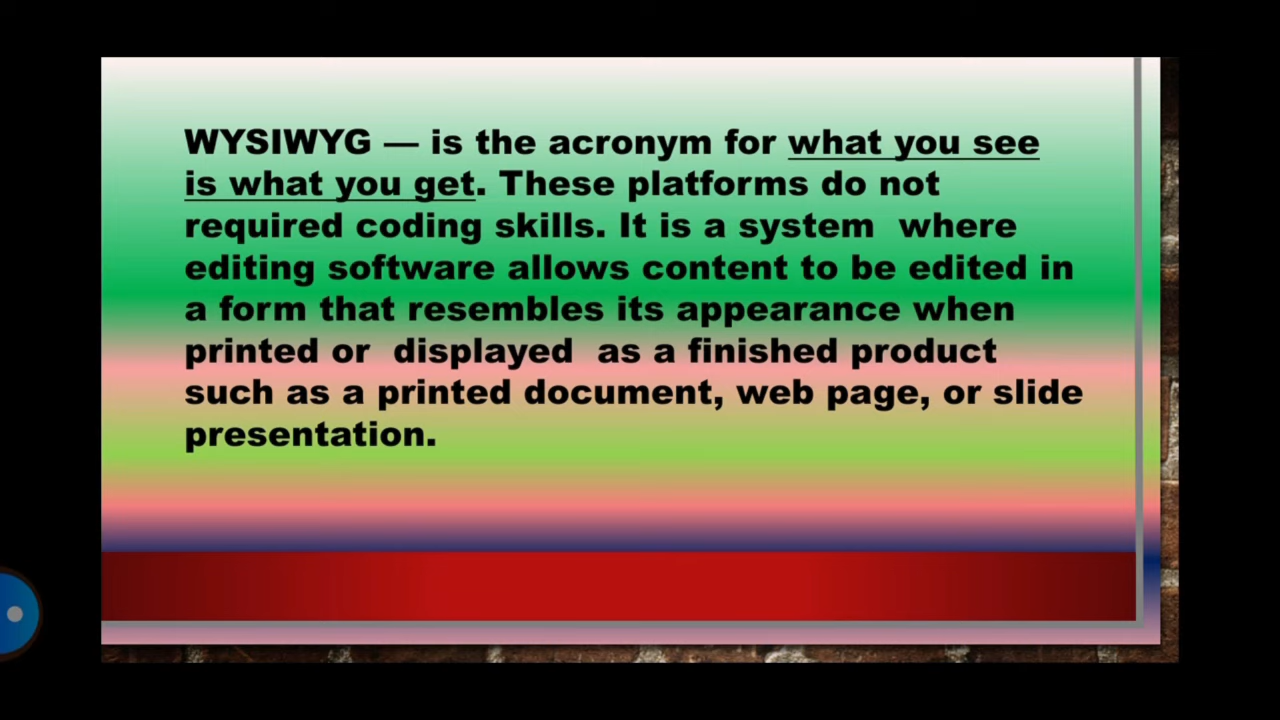 WYSIWYG — is the acronym for what you see
is what you get. These platforms do not
required coding skills. It is a system  where
editing software allows content to be edited in
a form that resembles its appearance when
printed or  displayed  as a finished product
such as a printed document, web page, or slide
presentation.